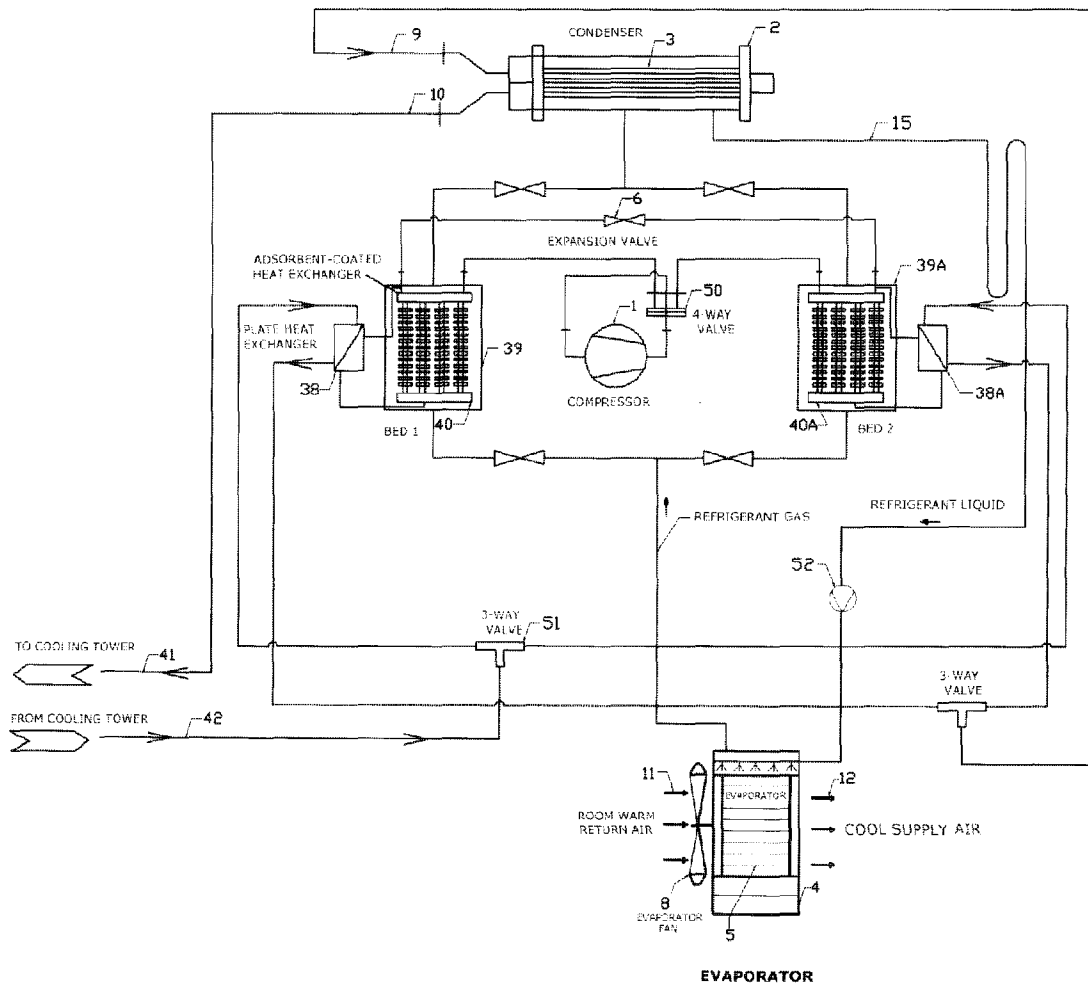 9
CONDENSER
3
2
10
15
6
EXPANSION VALVE
ADSORBENT-COATED
HEAT EXCHANGER
39A
50
1
4-WAY
VALVE
PLATE HEAT
EXCHANGER
39
38
38A
COMPRESSOR
40
40A
BED 1
BED 2
REFRIGERANT GAS
REFRIGERANT LIQUID
52
3-WAY
VALVE
51
TO COOLING TOWER
41
3-WAY
VALVE
FROM COOLING TOWER
42
11
12
EVAPORATOR
ROOM WARM
RETURN AIR
COOL SUPPLY AIR
8
4
EVAPORATOR
FAN
5
EVAPORATOR